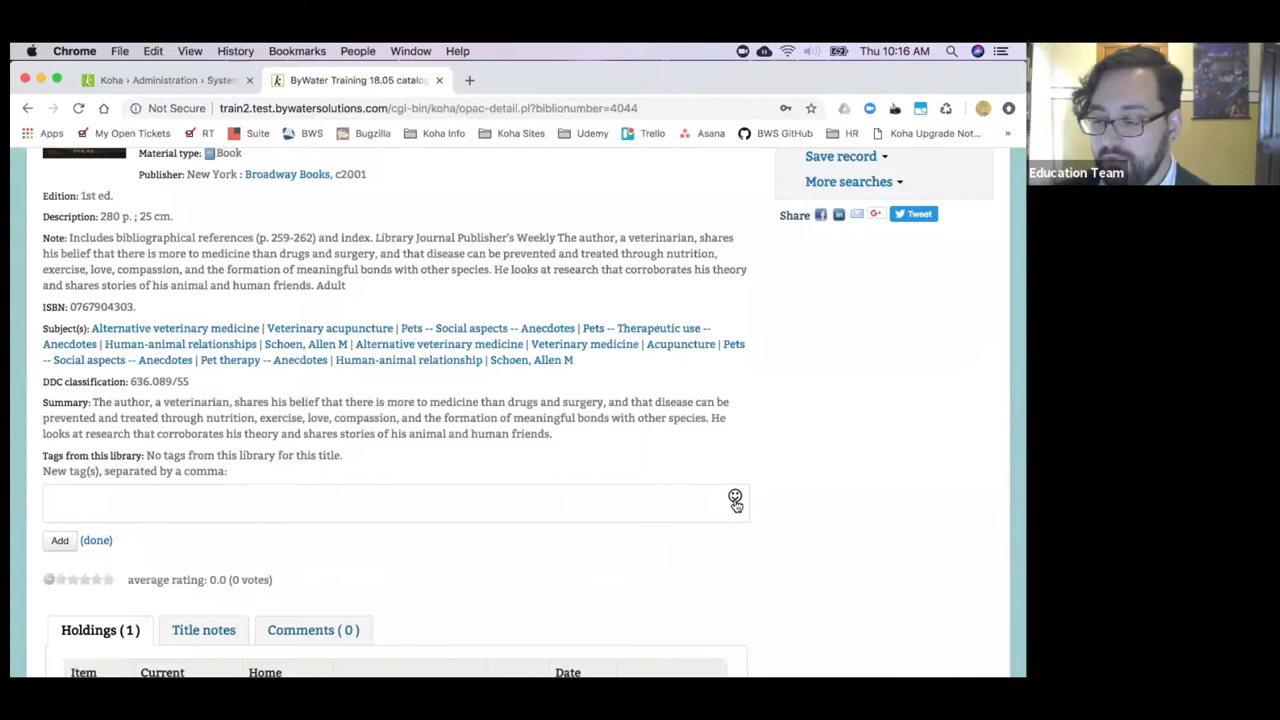 Chrome File Edit View History Bookmarks People Window Help Thu 10:16 AM
Koha › Administration › System
ByWater Training 18.05 catalog
Not Secure train2.test.bywatersolutions.com/cgi-bin/koha/opac-detail.pl?biblionumber=4044
Apps My Open Tickets RT Suite BWS Bugzilla Koha Info Koha Sites Udemy Trello Asana BWS GitHub HR Koha Upgrade Not... »
Material type: Book
Publisher: New York : Broadway Books, c2001
Edition: 1st ed.
Description: 280 p. ; 25 cm.
Note: Includes bibliographical references (p. 259-262) and index. Library Journal Publisher's Weekly The author, a veterinarian, shares
his belief that there is more to medicine than drugs and surgery, and that disease can be prevented and treated through nutrition,
exercise, love, compassion, and the formation of meaningful bonds with other species. He looks at research that corroborates his theory
and shares stories of his animal and human friends. Adult
ISBN: 0767904303.
Subject(s): Alternative veterinary medicine | Veterinary acupuncture | Pets -- Social aspects -- Anecdotes | Pets -- Therapeutic use --
Anecdotes | Human-animal relationships | Schoen, Allen M | Alternative veterinary medicine | Veterinary medicine | Acupuncture | Pets
-- Social aspects -- Anecdotes | Pet therapy -- Anecdotes | Human-animal relationship | Schoen, Allen M
DDC classification: 636.089/55
Summary: The author, a veterinarian, shares his belief that there is more to medicine than drugs and surgery, and that disease can be
prevented and treated through nutrition, exercise, love, compassion, and the formation of meaningful bonds with other species. He
looks at research that corroborates his theory and shares stories of his animal and human friends.
Tags from this library: No tags from this library for this title.
New tag(s), separated by a comma:
Add (done)
average rating: 0.0 (0 votes)
Holdings ( 1 ) Title notes Comments ( 0 )
Item Current Home Date
Save record
More searches
Share G+ Tweet
Education Team